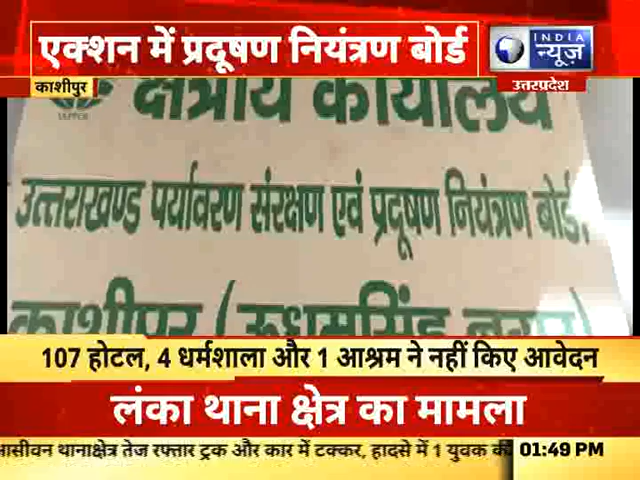 एक्शन में प्रदूषण नियंत्रण बोर्ड
INDIA
न्यूज़
काशीपुर
उत्तरप्रदेश
क्षेत्रीय कार्यालय
उत्तराखण्ड पर्यावरण संरक्षण एवं प्रदूषण नियंत्रण बोर्ड,
काशीपुर (ऊधमसिंह नगर)
107 होटल, 4 धर्मशाला और 1 आश्रम ने नहीं किए आवेदन
लंका थाना क्षेत्र का मामला
थानाक्षेत्र तेज रफ्तार ट्रक और कार में टक्कर, हादसे में 1 युवक
01:49 PM